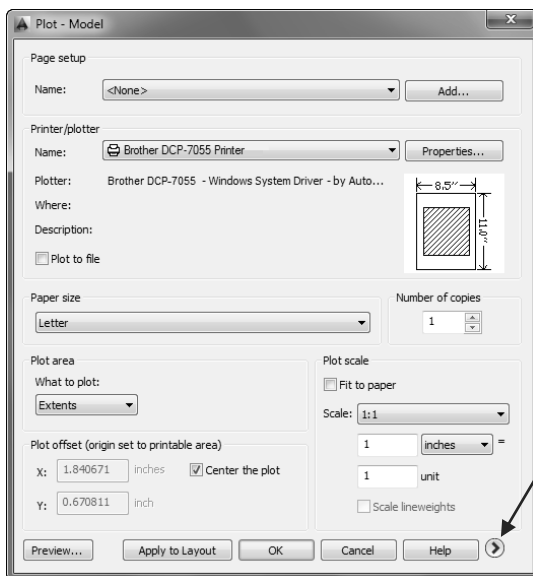 Plot - Model
x
Page setup
Name: <None> Add...
Printer/plotter
Name: Brother DCP-7055 Printer Properties...
Plotter: Brother DCP-7055 - Windows System Driver - by Auto...
Where:
Description:
Plot to file
8.5"
11.0"
Paper size
Letter
Number of copies
1
Plot area
What to plot:
Extents
Plot offset (origin set to printable area)
X: 1.840671 inches Center the plot
Y: 0.670811 inch
Plot scale
Fit to paper
Scale: 1:1
1 inches =
1 unit
Scale lineweights
Preview... Apply to Layout OK Cancel Help >